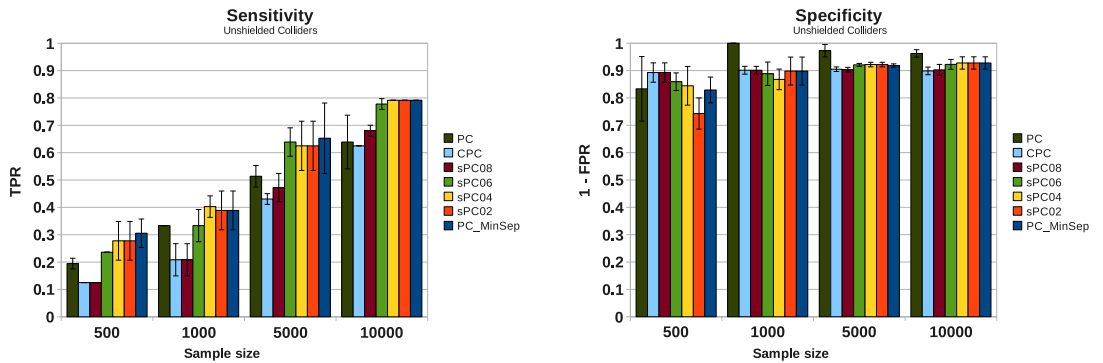 Sensitivity
Unshielded Colliders
TPR
1
0.9
0.8
0.7
0.6
0.5
0.4
0.3
0.2
0.1
0
500 1000 5000 10000
Sample size
PC
CPC
sPC08
sPC06
sPC04
sPC02
PC_MinSep
Specificity
Unshielded Colliders
1 - FPR
1
0.9
0.8
0.7
0.6
0.5
0.4
0.3
0.2
0.1
0
500 1000 5000 10000
Sample size
PC
CPC
sPC08
sPC06
sPC04
sPC02
PC_MinSep